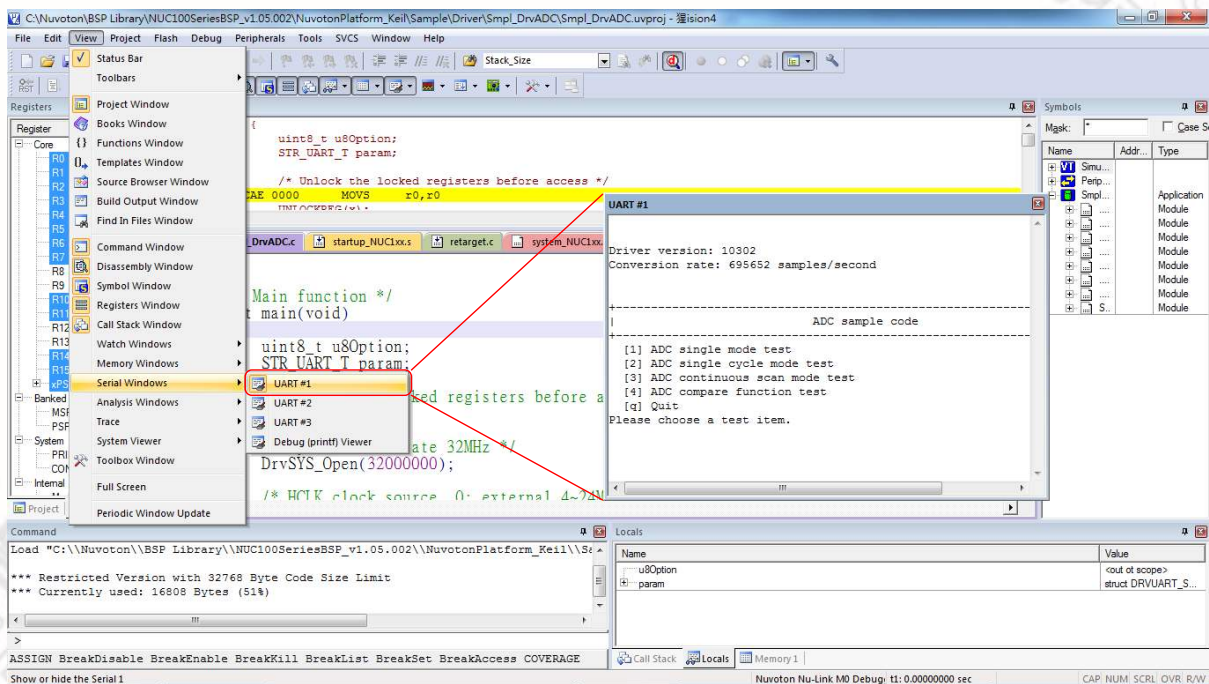 C:\Nuvoton\BSP Library\NUC100SeriesBSP_v1.05.002\NuvotonPlatform_Keil\Sample\Driver\Smpl_DrvADC\Smpl_DrvADC.uvproj - 狸ision4
File Edit View Project Flash Debug Peripherals Tools SVCS Window Help
Stack_Size
RST
Registers
Register
Core
R0
R1
R2
R3
R4
R5
R6
R7
R8
R9
R10
R11
R12
R13
R14
R15
xPS
Banked
MSP
PSP
System
PRI
CON
Internal
Project
Status Bar
Toolbars
Project Window
Books Window
Functions Window
Templates Window
Source Browser Window
Build Output Window
Find In Files Window
Command Window
Disassembly Window
Symbol Window
Registers Window
Call Stack Window
Watch Windows
Memory Windows
Serial Windows
Analysis Windows
Trace
System Viewer
Toolbox Window
Full Screen
Periodic Window Update
UART #1
UART #2
UART #3
Debug (printf) Viewer
{
uint8_t u8Option;
STR_UART_T param;
/* Unlock the locked registers before access */
CAE 0000 MOVS r0,r0
UNLOCKREG(x);
_DrvADC.c startup_NUC1xx.s retarget.c system_NUC1xx.
Main function */
t main(void)
uint8_t u8Option;
STR_UART_T param;
ked registers before a
ate 32MHz */
DrvSYS_Open(32000000);
/* HCLK clock source. 0: external 4~24M
UART #1
Driver version: 10302
Conversion rate: 695652 samples/second
+----------------------------------------------------------
| ADC sample code
+----------------------------------------------------------
[1] ADC single mode test
[2] ADC single cycle mode test
[3] ADC continuous scan mode test
[4] ADC compare function test
[q] Quit
Please choose a test item.
Symbols
Mask: * Case S
Name Addr... Type
Simu...
Perip...
Smpl... Application
.... Module
.... Module
.... Module
.... Module
.... Module
.... Module
.... Module
S.. Module
Command
Load "C:\\Nuvoton\\BSP Library\\NUC100SeriesBSP_v1.05.002\\NuvotonPlatform_Keil\\Sa
*** Restricted Version with 32768 Byte Code Size Limit
*** Currently used: 16808 Bytes (51%)
>
ASSIGN BreakDisable BreakEnable BreakKill BreakList BreakSet BreakAccess COVERAGE
Locals
Name Value
u8Option <out of scope>
param struct DRVUART_S...
Call Stack Locals Memory 1
Show or hide the Serial 1 Nuvoton Nu-Link M0 Debug t1: 0.00000000 sec CAP NUM SCRL OVR R/W